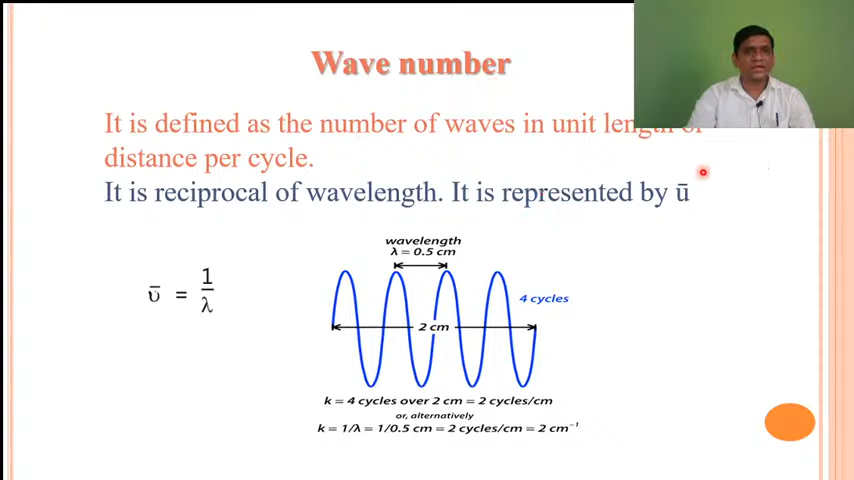 Wave number
It is defined as the number of waves in unit length or
distance per cycle.
It is reciprocal of wavelength. It is represented by ū
wavelength
λ = 0.5 cm
ῡ = 1/λ
4 cycles
2 cm
k = 4 cycles over 2 cm = 2 cycles/cm
or, alternatively
k = 1/λ = 1/0.5 cm = 2 cycles/cm = 2 cm⁻¹